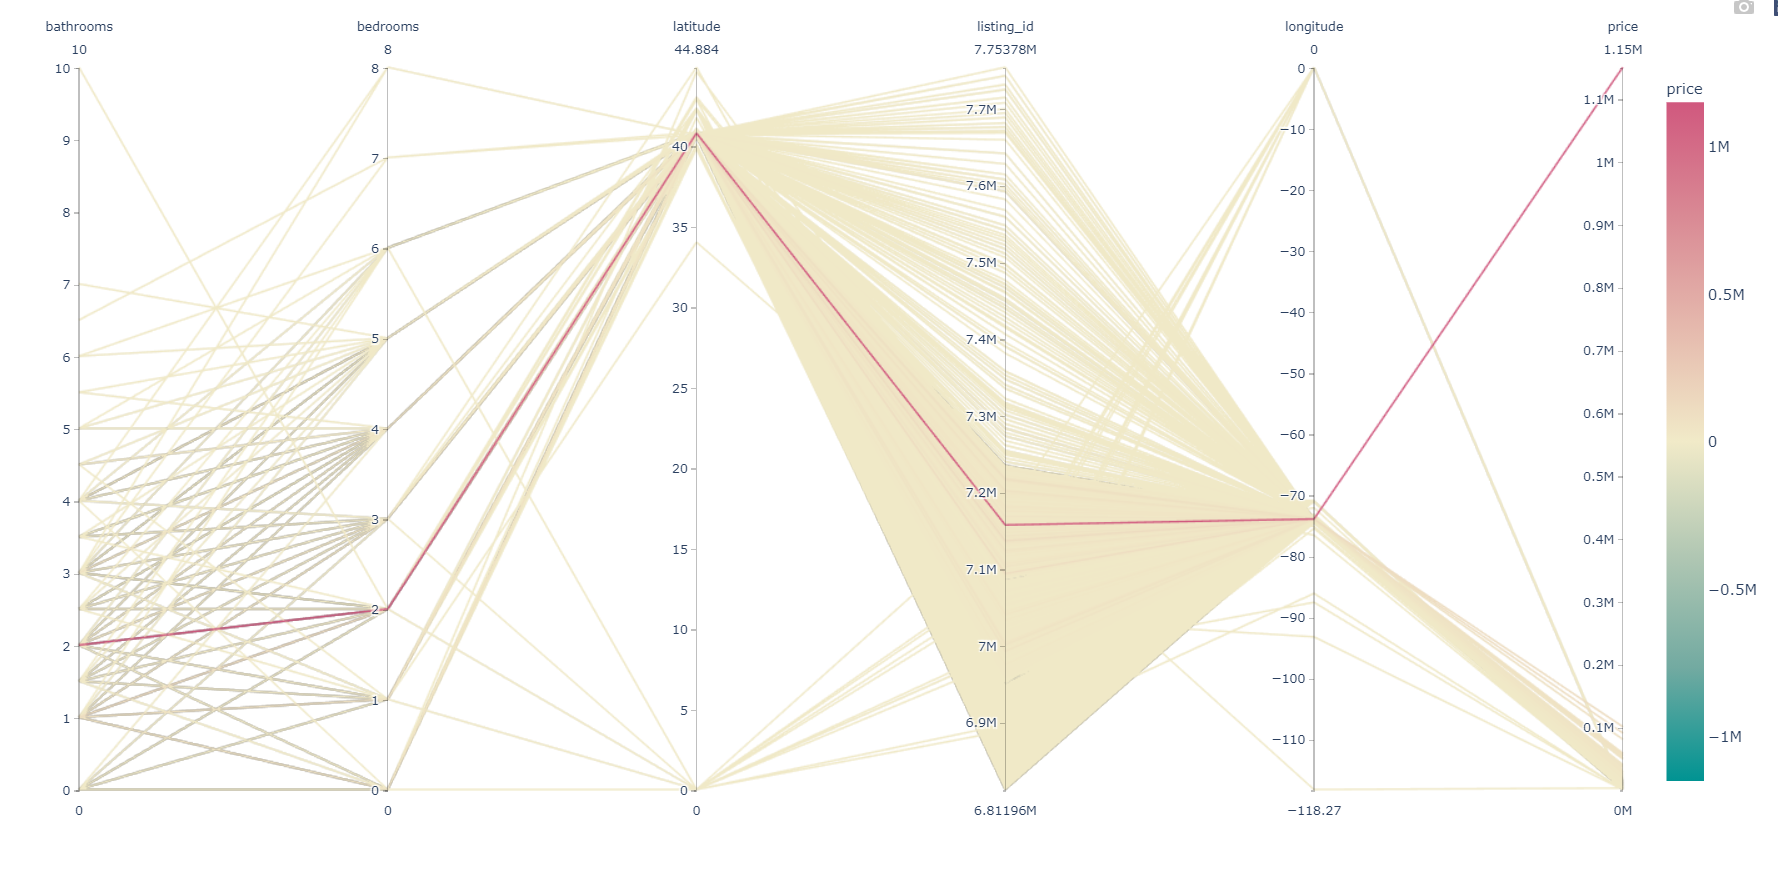 bathrooms bedrooms latitude listing_id longitude price
10 8 44.884 7.75378M 0 1.15M
10
9
8
7
6
5
4
3
2
1
0
0
8
7
6
5
4
3
2
1
0
0
40
35
30
25
20
15
10
5
0
0
7.7M
7.6M
7.5M
7.4M
7.3M
7.2M
7.1M
7M
6.9M
6.81196M
0
−10
−20
−30
−40
−50
−60
−70
−80
−90
−100
−110
−118.27
1.1M
1M
0.9M
0.8M
0.7M
0.6M
0.5M
0.4M
0.3M
0.2M
0.1M
0M
price
1M
0.5M
0
−0.5M
−1M